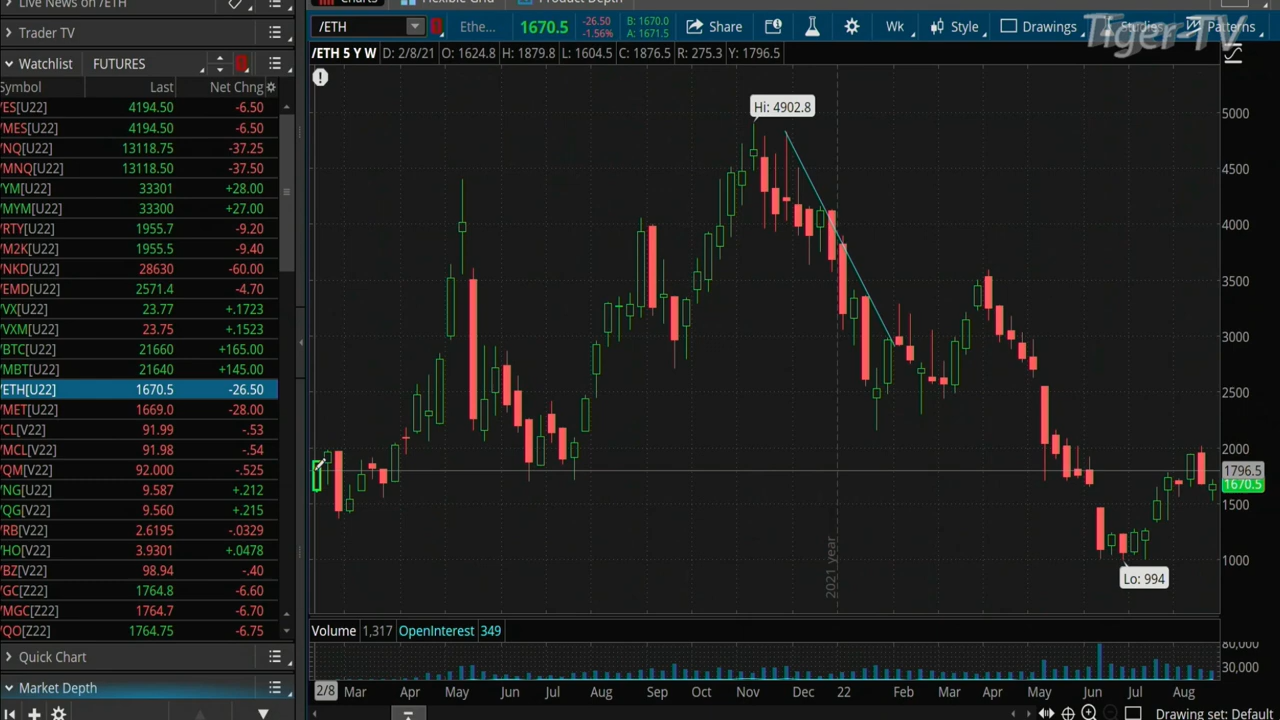 Live News on /ETH
Charts Flexible Grid Product Depth
Tiger TV
Trader TV
/ETH Ethe... 1670.5 -26.50 -1.56% B: 1670.0 A: 1671.5 Share Wk Style Drawings Studies Patterns
Watchlist FUTURES
/ETH 5 Y W D: 2/8/21 O: 1624.8 H: 1879.8 L: 1604.5 C: 1876.5 R: 275.3 Y: 1796.5
Symbol Last Net Chng
/ES[U22] 4194.50 -6.50
/MES[U22] 4194.50 -6.50
/NQ[U22] 13118.75 -37.25
/MNQ[U22] 13118.50 -37.50
/YM[U22] 33301 +28.00
/MYM[U22] 33300 +27.00
/RTY[U22] 1955.7 -9.20
/M2K[U22] 1955.5 -9.40
/NKD[U22] 28630 -60.00
/EMD[U22] 2571.4 -4.70
/VX[U22] 23.77 +.1723
/VXM[U22] 23.75 +.1523
/BTC[U22] 21660 +165.00
/MBT[U22] 21640 +145.00
/ETH[U22] 1670.5 -26.50
/MET[U22] 1669.0 -28.00
/CL[V22] 91.99 -.53
/MCL[V22] 91.98 -.54
/QM[V22] 92.000 -.525
/NG[U22] 9.587 +.212
/QG[V22] 9.560 +.215
/RB[V22] 2.6195 -.0329
/HO[V22] 3.9301 +.0478
/BZ[V22] 98.94 -.40
/GC[Z22] 1764.8 -6.60
/MGC[Z22] 1764.7 -6.70
/QO[Z22] 1764.75 -6.75
Quick Chart
Market Depth
Hi: 4902.8
5000
4500
4000
3500
3000
2500
2000
1796.5
1670.5
1500
1000
Lo: 994
2021 year
Volume 1,317 OpenInterest 349
80,000
30,000
2/8 Mar Apr May Jun Jul Aug Sep Oct Nov Dec 22 Feb Mar Apr May Jun Jul Aug
Drawing set: Default